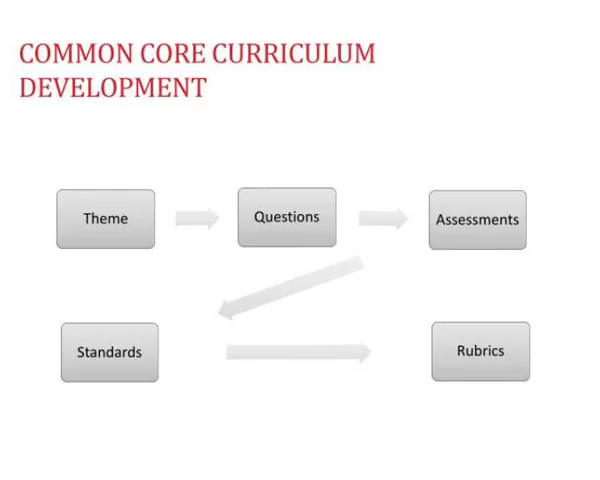 COMMON CORE CURRICULUM
DEVELOPMENT
Theme
Questions
Assessments
Standards
Rubrics